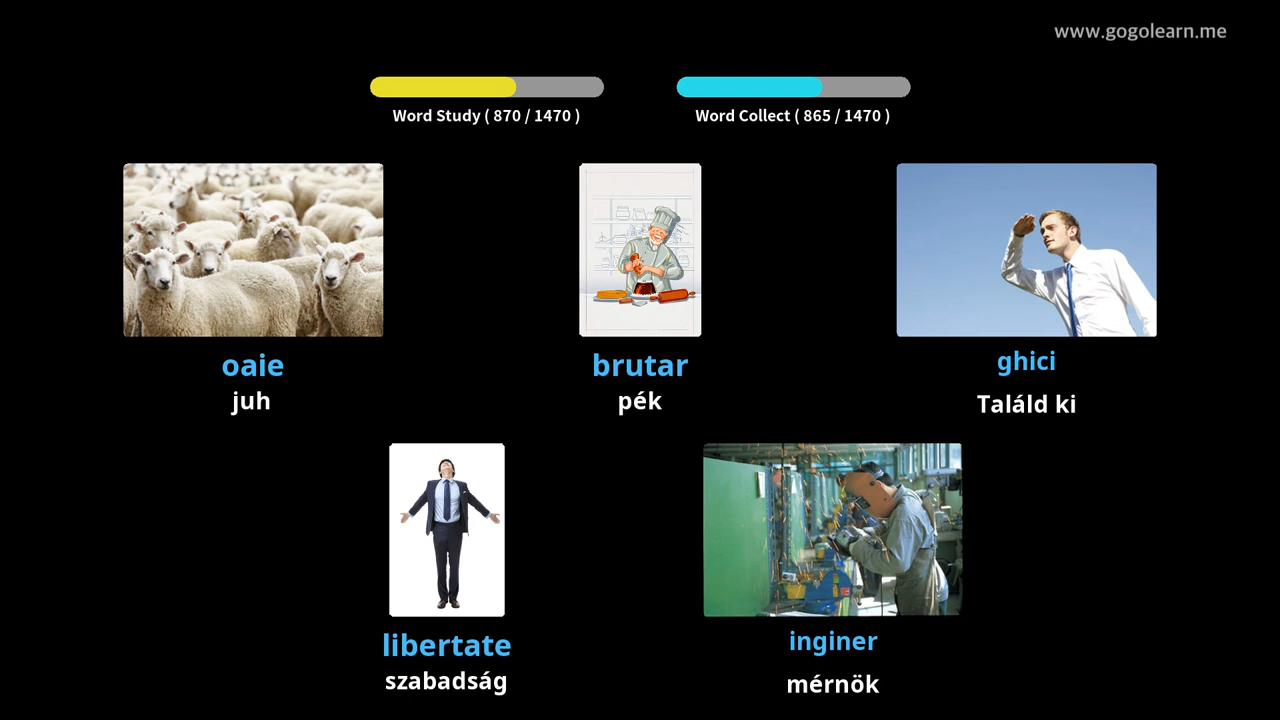 www.gogolearn.me
Word Study ( 870 / 1470 )
Word Collect ( 865 / 1470 )
oaie
juh
brutar
pék
ghici
Találd ki
libertate
szabadság
inginer
mérnök